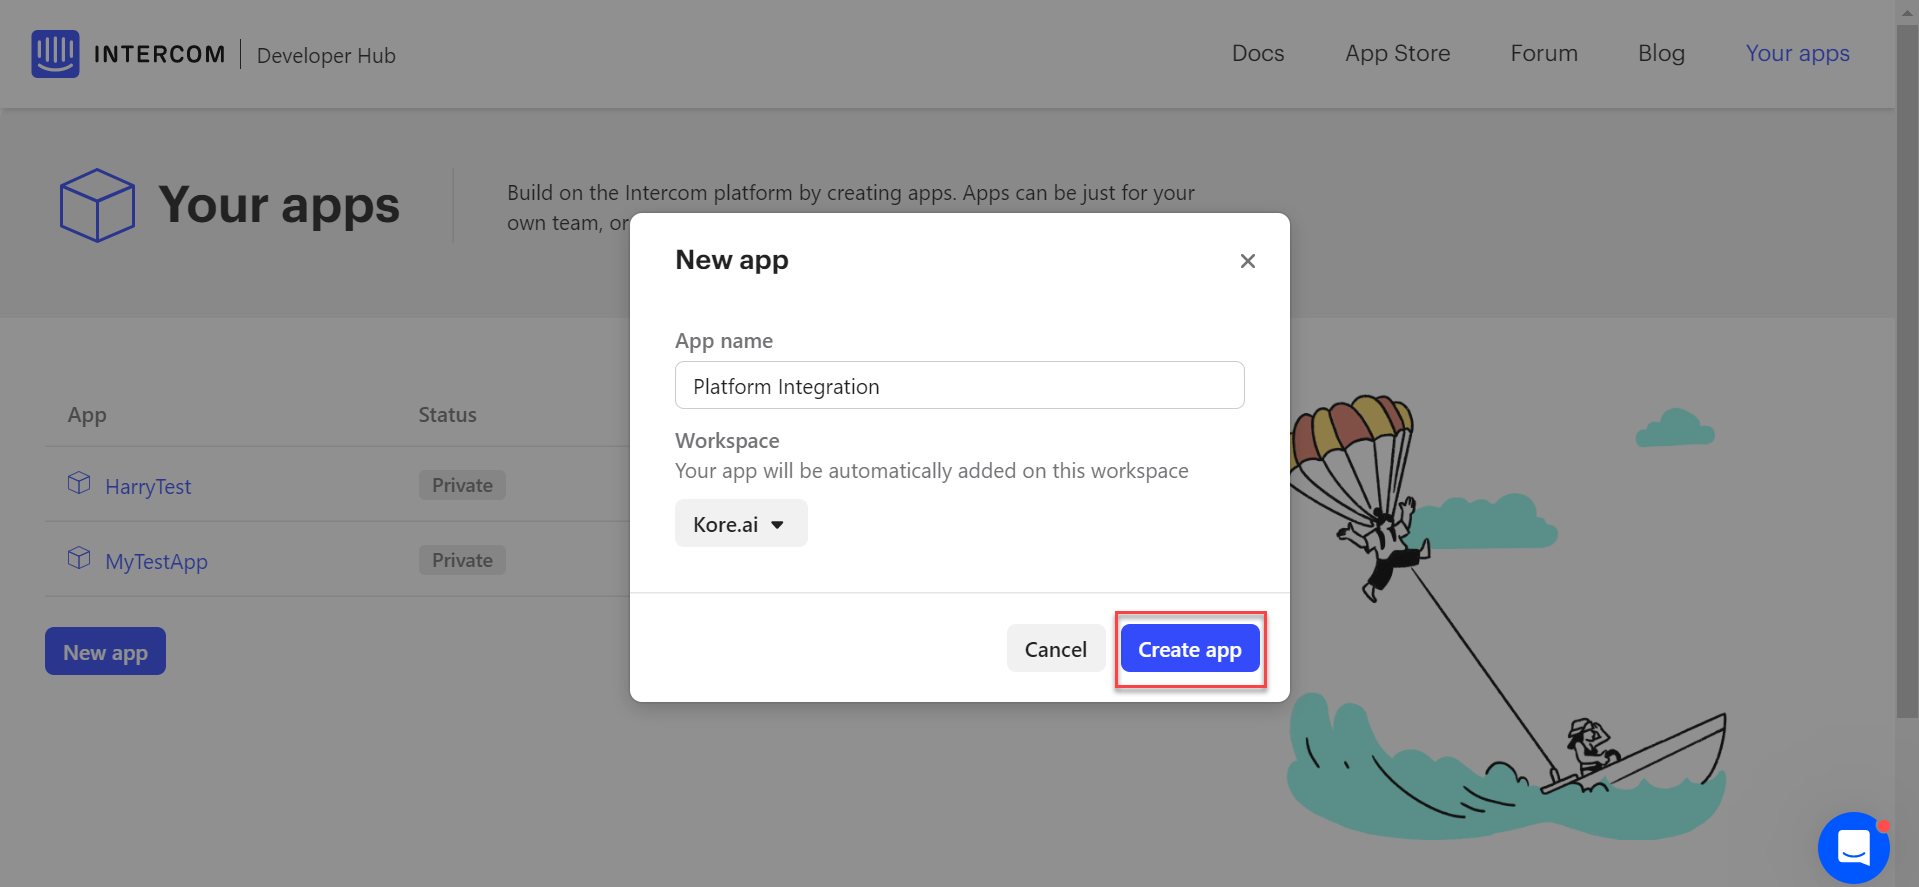 INTERCOM
Developer Hub
Docs
App Store
Forum
Blog
Your apps
Your apps
Build on the Intercom platform by creating apps. Apps can be just for your
own team, or
New app
App name
Platform Integration
Workspace
Your app will be automatically added on this workspace
Kore.ai
Cancel
Create app
App
Status
HarryTest
Private
MyTestApp
Private
New app